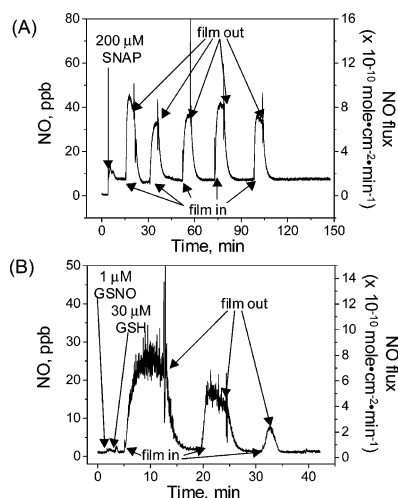 (A)
80
60
40
20
0
NO, ppb
200 μM
SNAP
film out
film in
16
12
8
4
0
NO flux
(x 10-10 mole•cm-2•min-1)
0 30 60 90 120 150
Time, min
(B)
50
40
30
20
10
0
NO, ppb
1 μM
GSNO
30 μM
GSH
film out
film in
14
12
10
8
6
4
2
0
NO flux
(x 10-10 mole•cm-2•min-1)
0 10 20 30 40
Time, min